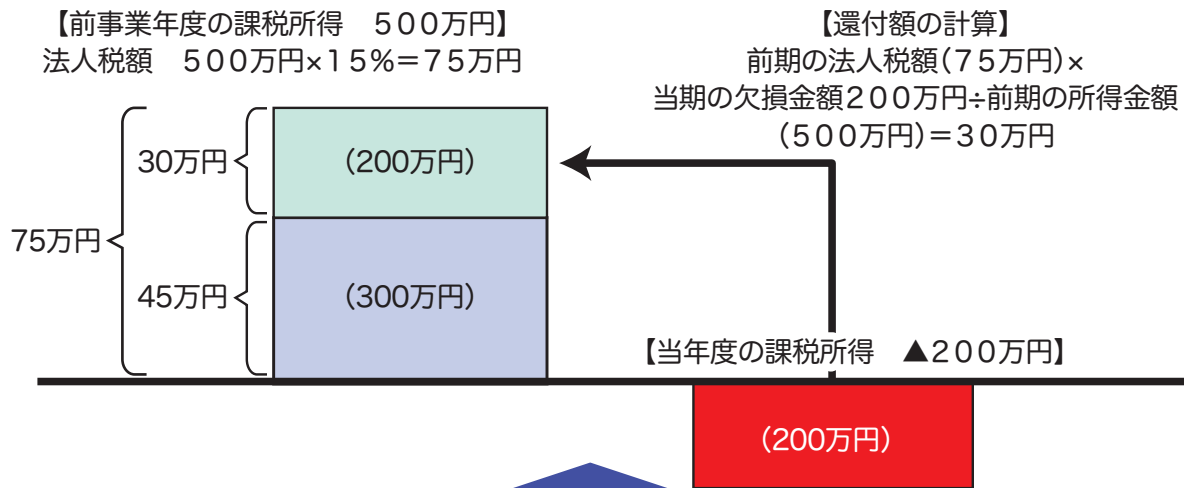 【前事業年度の課税所得　５００万円】
法人税額　５００万円×１５％＝７５万円
【還付額の計算】
前期の法人税額（７５万円）×
当期の欠損金額２００万円÷前期の所得金額
（５００万円）＝３０万円
30万円
（200万円）
75万円
45万円
（300万円）
【当年度の課税所得　▲２００万円】
（200万円）